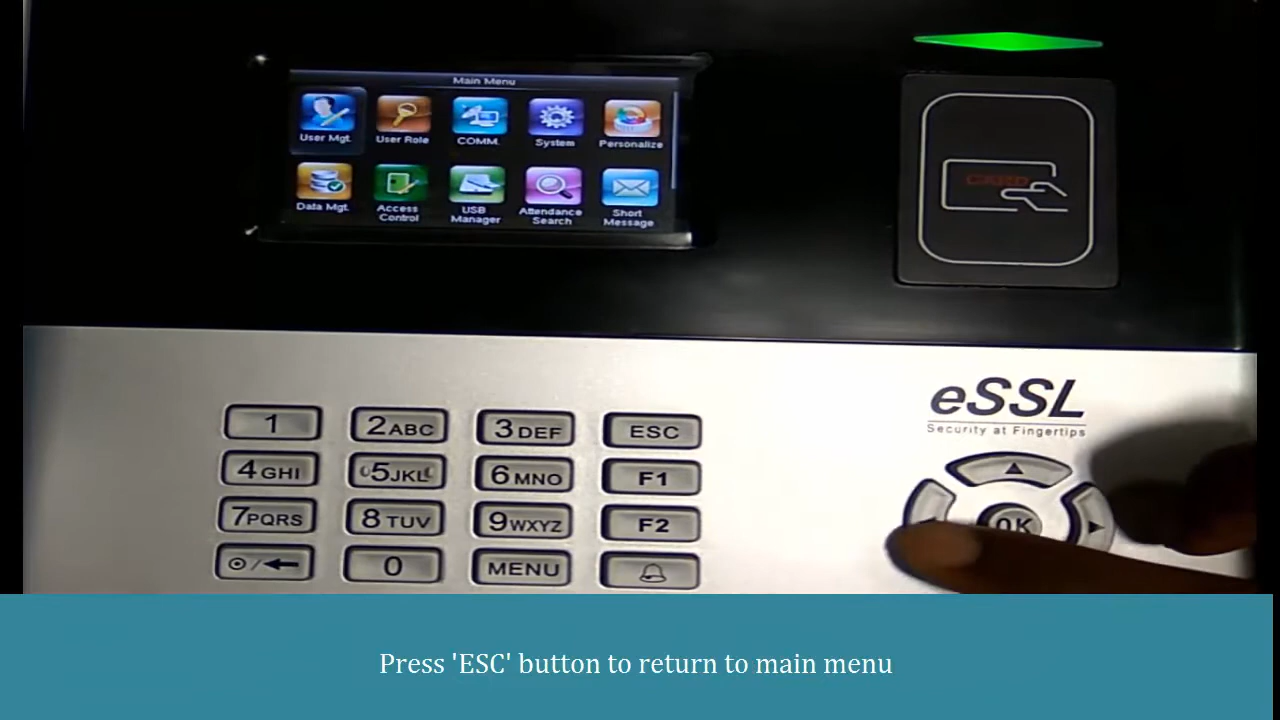 Main Menu
User Mgt.
User Role
COMM.
System
Personalize
Data Mgt.
Access
Control
USB
Manager
Attendance
Search
Short
Message
CARD
eSSL
Security at Fingertips
1
2ABC
3DEF
ESC
4GHI
5JKL
6MNO
F1
7PQRS
8TUV
9WXYZ
F2
0
MENU
OK
Press 'ESC' button to return to main menu